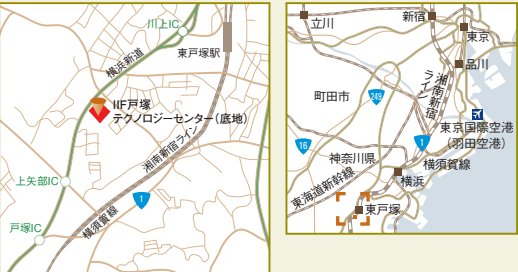 川上IC
横浜新道
東戸塚駅
IIF戸塚
テクノロジーセンター（底地）
湘南新宿ライン
上矢部IC
1
横須賀線
戸塚IC
立川
新宿
東京
品川
湘南新宿
ライン
町田市
249
東京国際空港
（羽田空港）
16
1
神奈川県
横須賀線
東海道新幹線
横浜
東戸塚